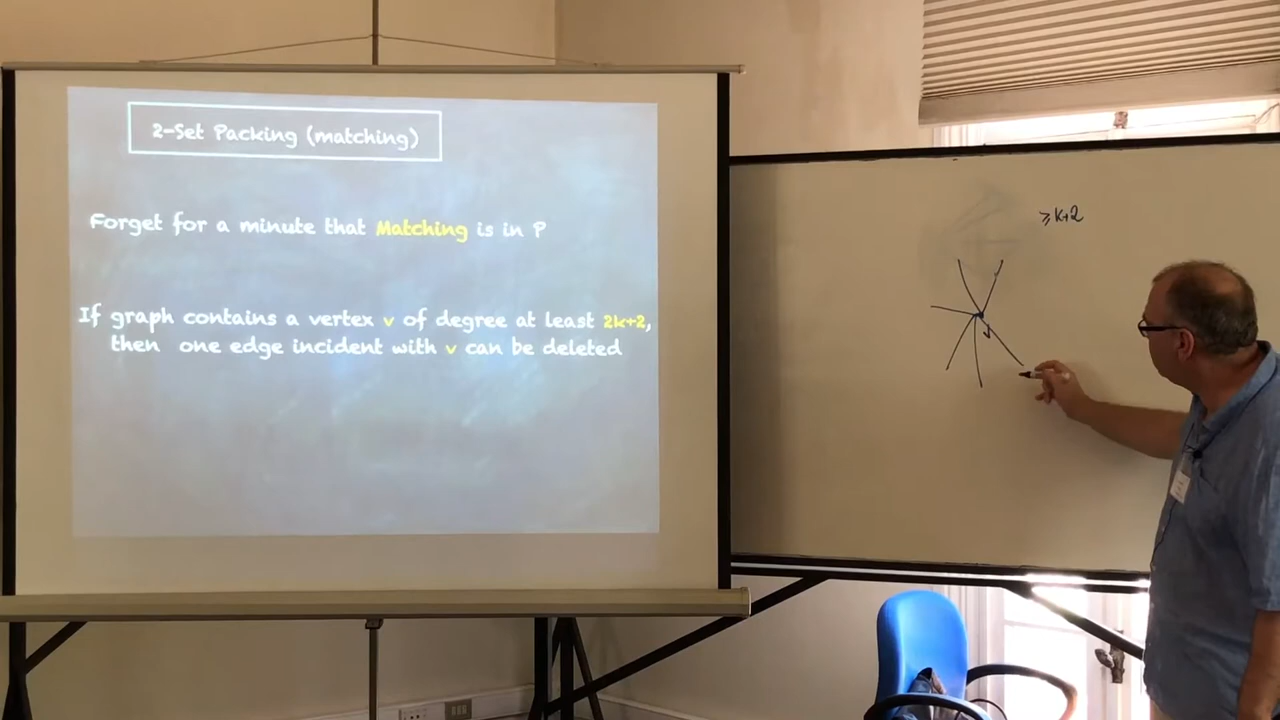 2-Set Packing (matching)
Forget for a minute that Matching is in P
If graph contains a vertex v of degree at least 2k+2,
then one edge incident with v can be deleted
≥k+2
v